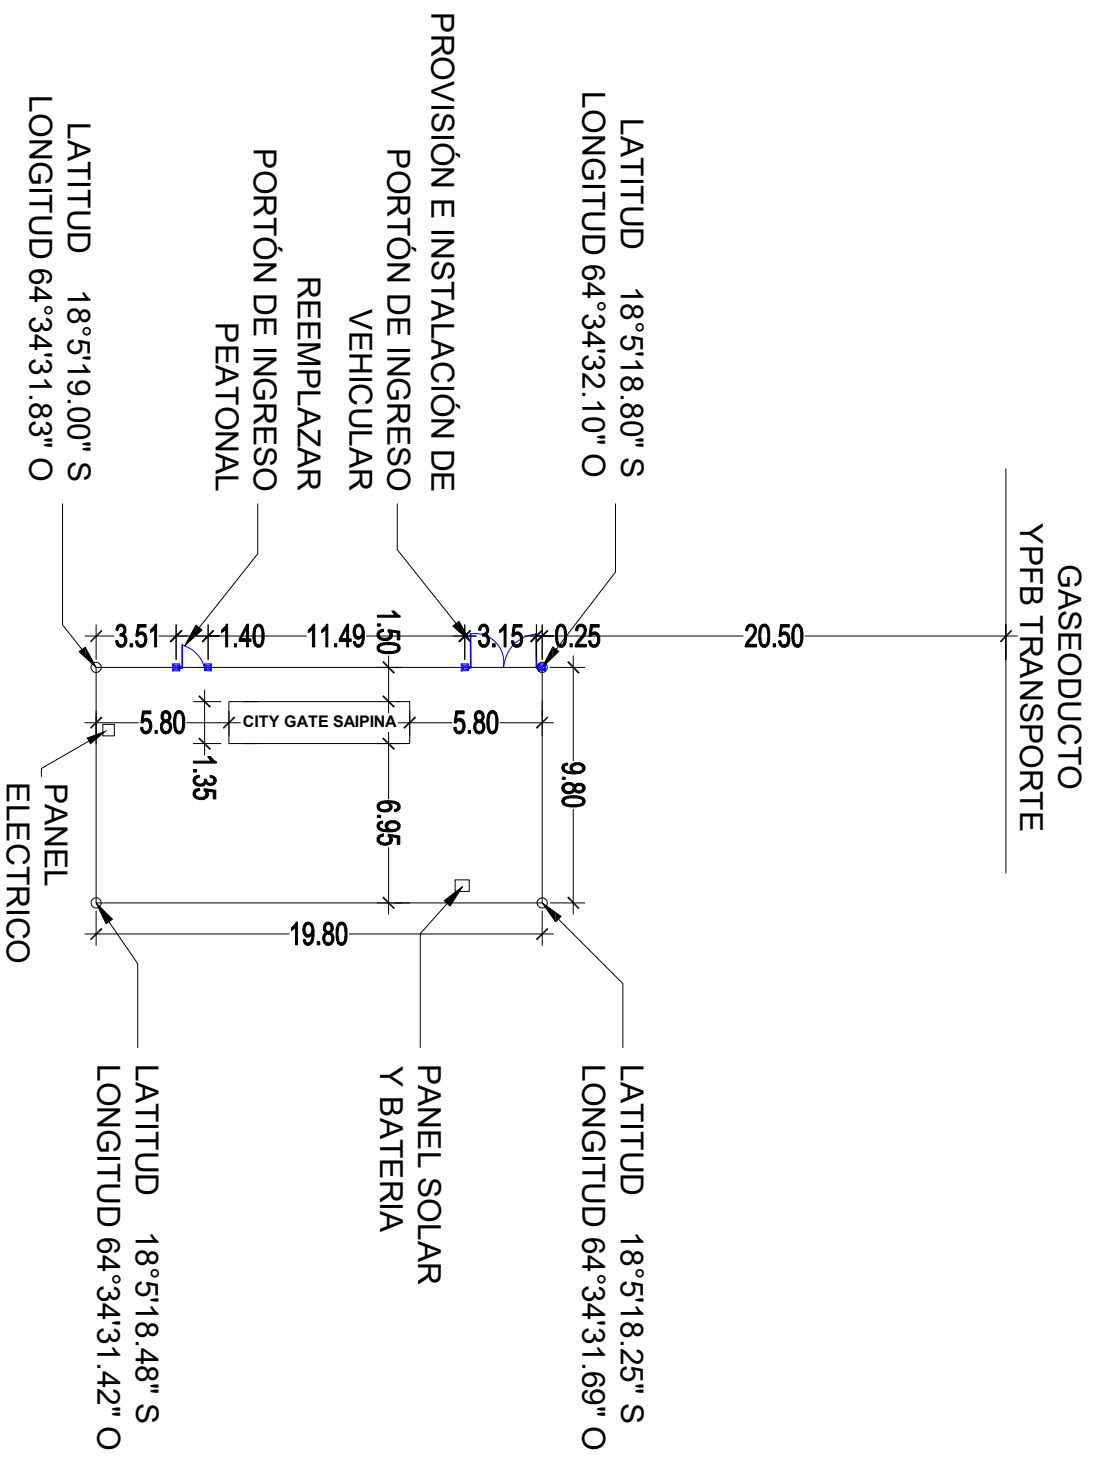 GASEODUCTO
YPFB TRANSPORTE
20.50
LATITUD 18°5'18.80" S
LONGITUD 64°34'32.10" O
LATITUD 18°5'18.25" S
LONGITUD 64°34'31.69" O
PROVISIÓN E INSTALACIÓN DE
PORTÓN DE INGRESO
VEHICULAR
REEMPLAZAR
PORTÓN DE INGRESO
PEATONAL
PANEL SOLAR
Y BATERIA
3.51
1.40
11.49
1.50
3.15
0.25
5.80
CITY GATE SAIPINA
5.80
1.35
6.95
9.80
19.80
LATITUD 18°5'19.00" S
LONGITUD 64°34'31.83" O
PANEL
ELECTRICO
LATITUD 18°5'18.48" S
LONGITUD 64°34'31.42" O